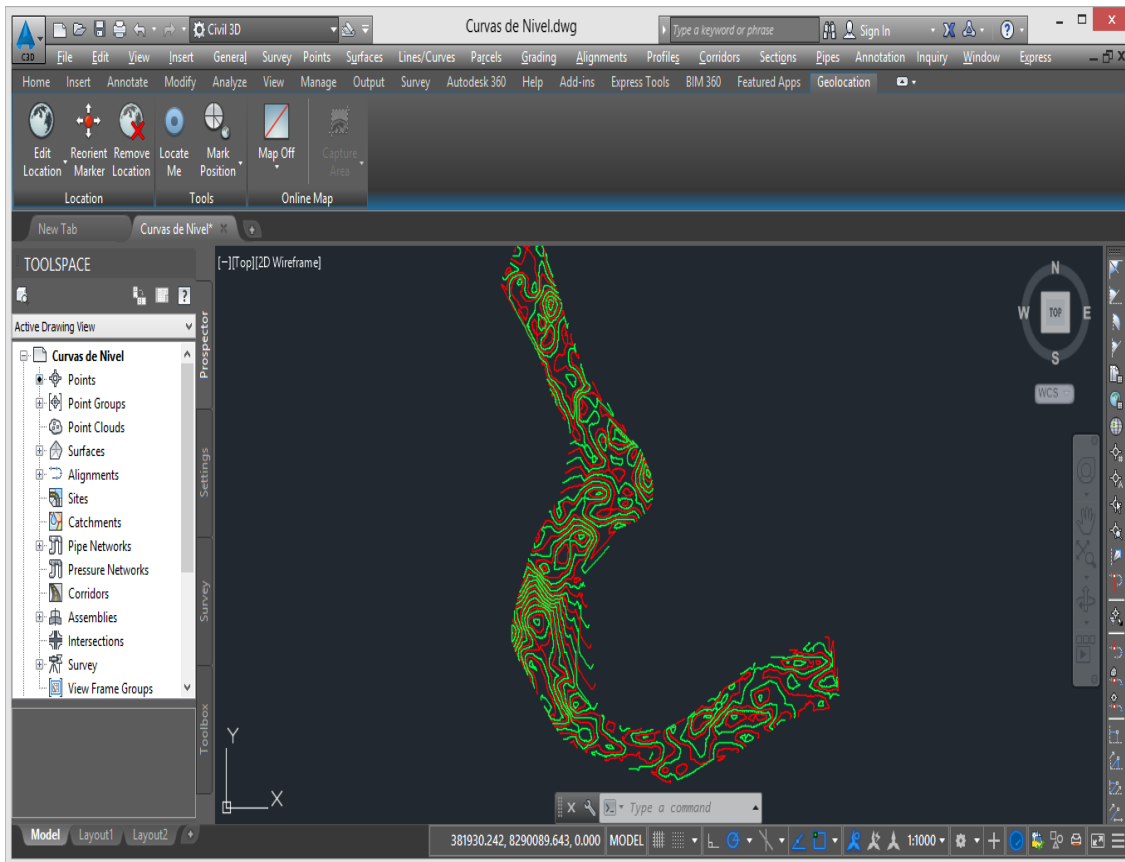 Civil 3D Curvas de Nivel.dwg Type a keyword or phrase Sign In
C3D File Edit View Insert General Survey Points Surfaces Lines/Curves Parcels Grading Alignments Profiles Corridors Sections Pipes Annotation Inquiry Window Express
Home Insert Annotate Modify Analyze View Manage Output Survey Autodesk 360 Help Add-ins Express Tools BIM 360 Featured Apps Geolocation
Edit Reorient Remove Locate Mark Map Off Capture
Location Marker Location Me Position Area
Location Tools Online Map
New Tab Curvas de Nivel*
TOOLSPACE
[−][Top][2D Wireframe]
Active Drawing View
Curvas de Nivel
Points
Point Groups
Point Clouds
Surfaces
Alignments
Sites
Catchments
Pipe Networks
Pressure Networks
Corridors
Assemblies
Intersections
Survey
View Frame Groups
Prospector
Settings
Survey
Toolbox
N
W TOP E
S
WCS
Y
X
Type a command
Model Layout1 Layout2 +
381930.242, 8290089.643, 0.000 MODEL 1:1000